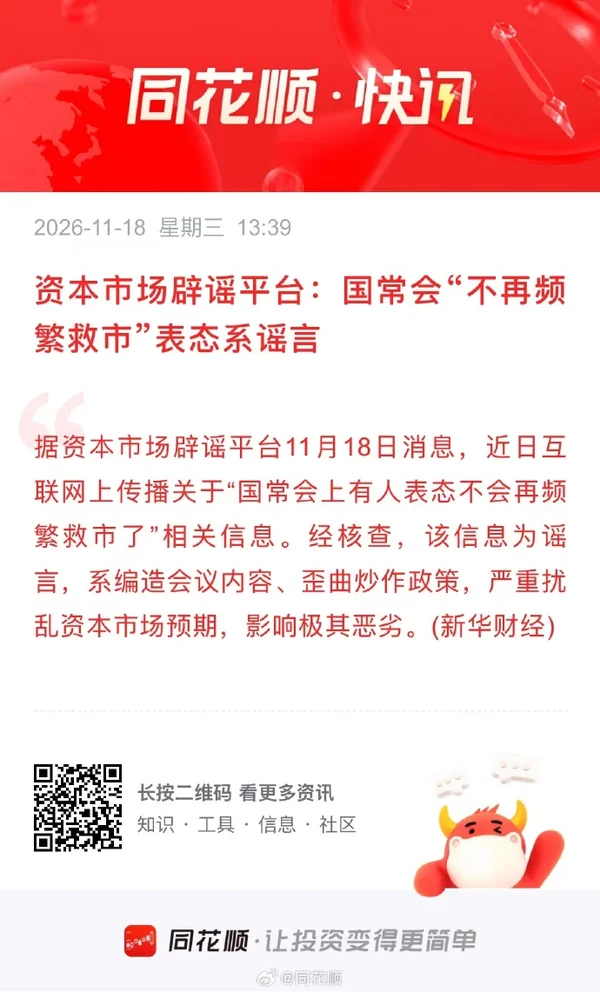 同花顺·快讯
2026-11-18 星期三 13:39
资本市场辟谣平台：国常会“不再频
繁救市”表态系谣言
据资本市场辟谣平台11月18日消息，近日互
联网上传播关于“国常会上有人表态不会再频
繁救市了”相关信息。经核查，该信息为谣
言，系编造会议内容、歪曲炒作政策，严重扰
乱资本市场预期，影响极其恶劣。(新华财经)
长按二维码 看更多资讯
知识 · 工具 · 信息 · 社区
同花顺·让投资变得更简单
@同花顺